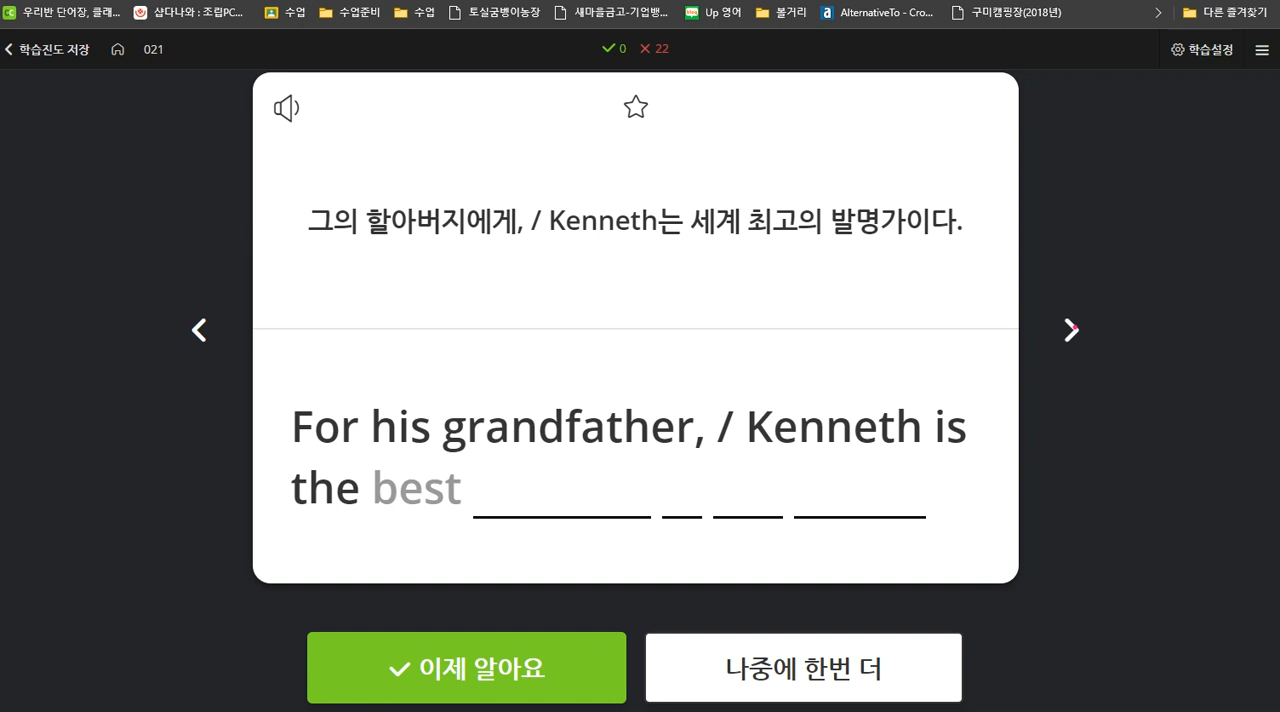 우리반 단어장, 클래... 샵다나와 : 조립PC... 수업 수업준비 수업 토실굼벵이농장 새마을금고-기업뱅... Up 영어 볼거리 AlternativeTo - Cro... 구미캠핑장(2018년) 다른 즐겨찾기
학습진도 저장 021 0 22 학습설정
그의 할아버지에게, / Kenneth는 세계 최고의 발명가이다.
For his grandfather, / Kenneth is
the best
이제 알아요 나중에 한번 더